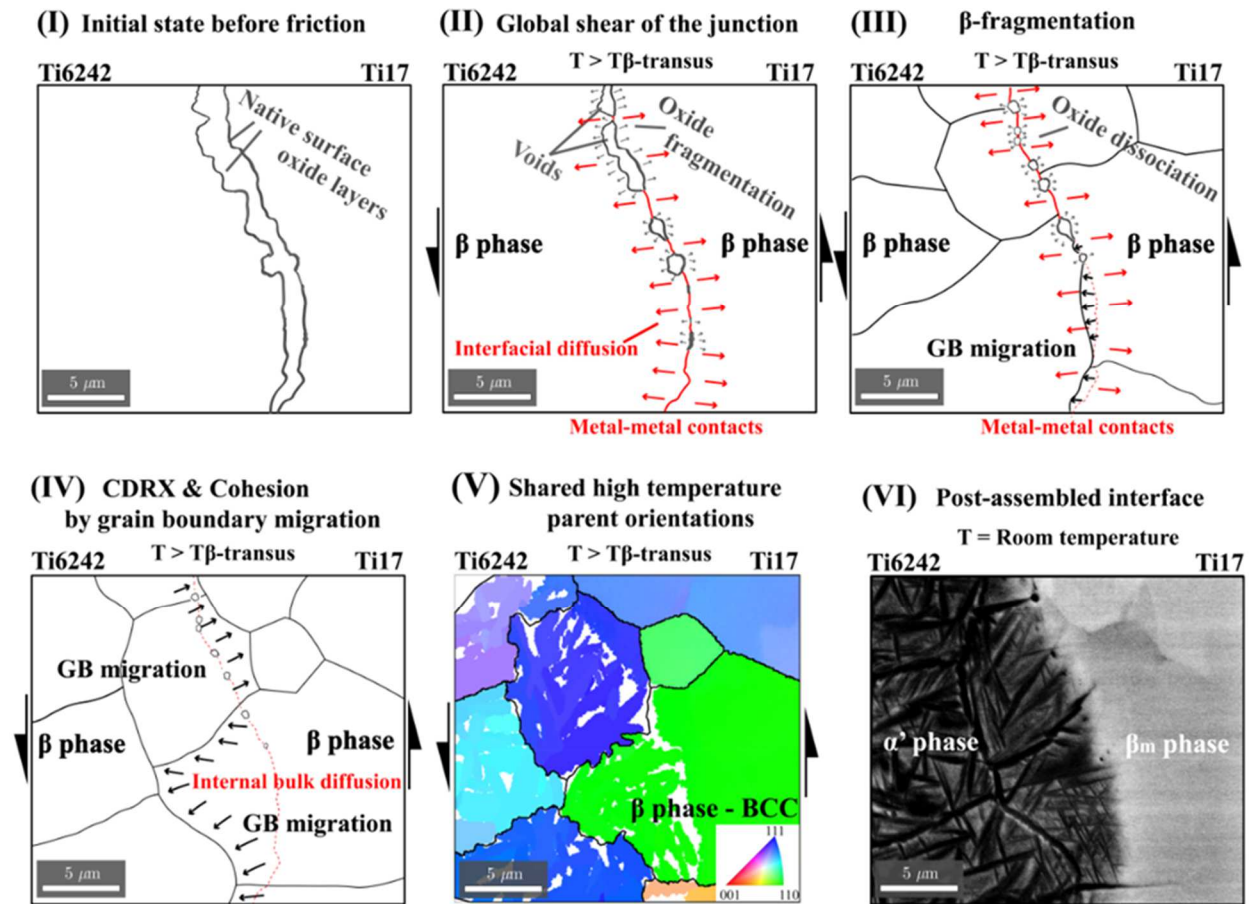 (I) Initial state before friction
Ti6242 Ti17
Native surface
oxide layers
5 μm
(II) Global shear of the junction
T > Tβ-transus
Ti6242 Ti17
Voids
Oxide
fragmentation
β phase
β phase
Interfacial diffusion
5 μm
Metal-metal contacts
(III) β-fragmentation
T > Tβ-transus
Ti6242 Ti17
Oxide dissociation
β phase
β phase
GB migration
5 μm
Metal-metal contacts
(IV) CDRX & Cohesion
by grain boundary migration
T > Tβ-transus
Ti6242 Ti17
GB migration
β phase
β phase
Internal bulk diffusion
GB migration
5 μm
(V) Shared high temperature
parent orientations
T > Tβ-transus
Ti6242 Ti17
β phase - BCC
111
001 110
5 μm
(VI) Post-assembled interface
T = Room temperature
Ti6242 Ti17
α' phase
βm phase
5 μm